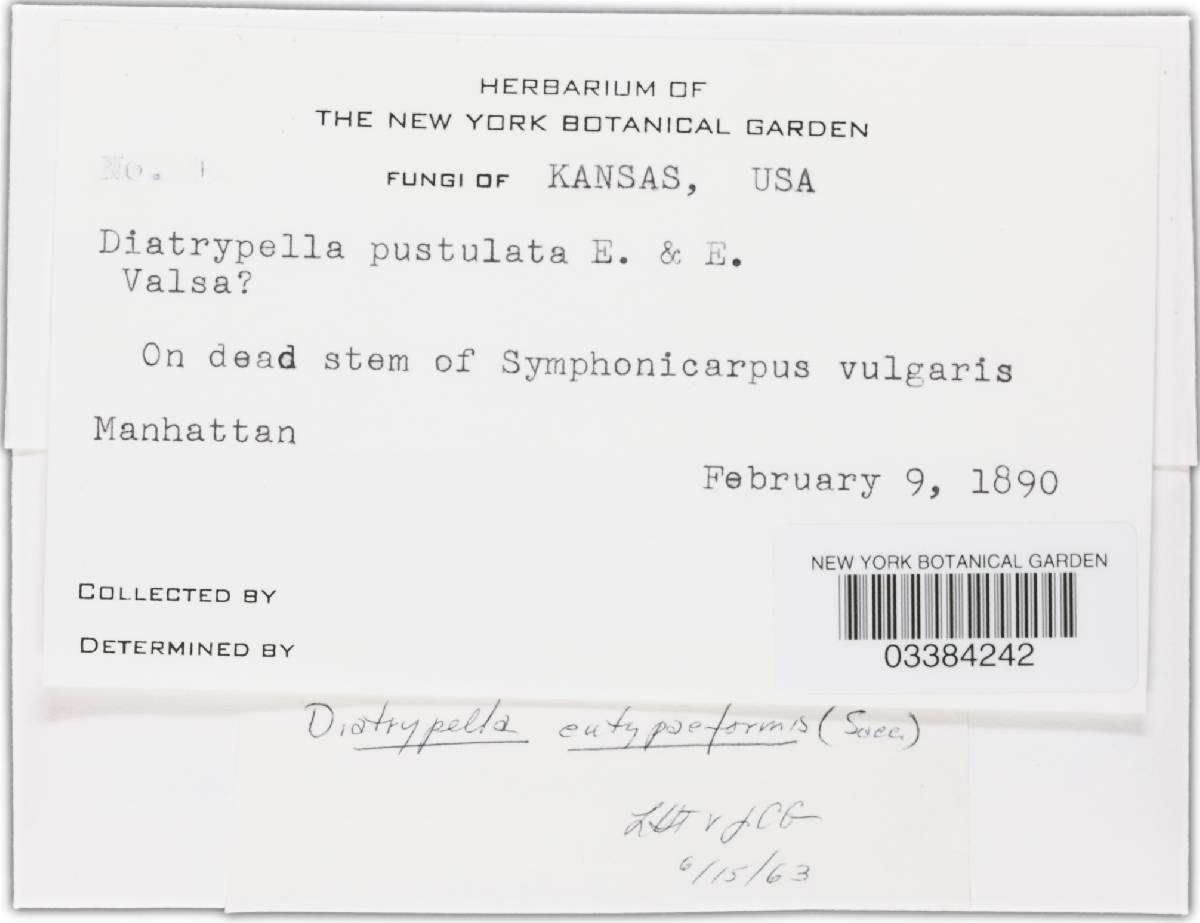 HERBARIUM OF
THE NEW YORK BOTANICAL GARDEN
No. 1
FUNGI OF KANSAS, USA
Diatrypella pustulata E. & E.
Valsa?
On dead stem of Symphonicarpus vulgaris
Manhattan
February 9, 1890
NEW YORK BOTANICAL GARDEN
03384242
COLLECTED BY
DETERMINED BY
Diatrypella eutypaeformis (Sacc.)
6/15/63